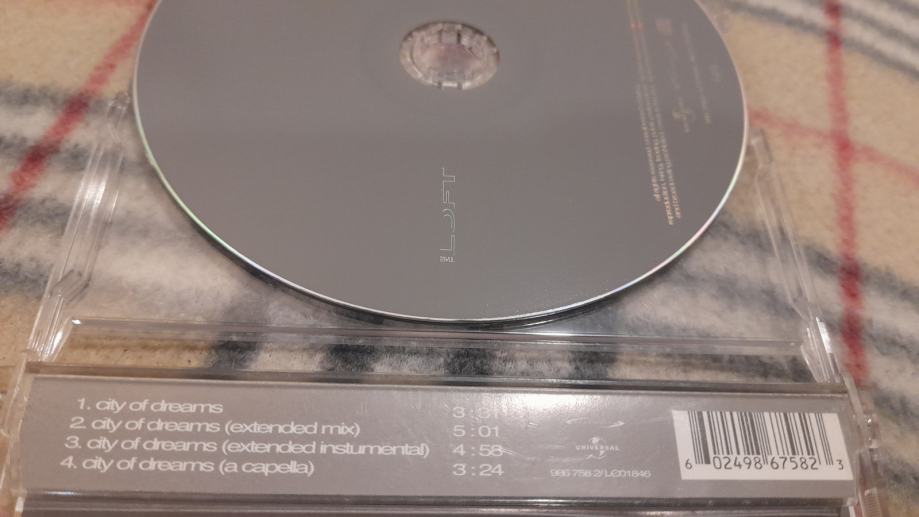 THE LOFT
1. city of dreams 3:31
2. city of dreams (extended mix) 5:01
3. city of dreams (extended instumental) 4:58
4. city of dreams (a capella) 3:24
UNIVERSAL
986 758-2/ LC01846
6 02498 67582 3